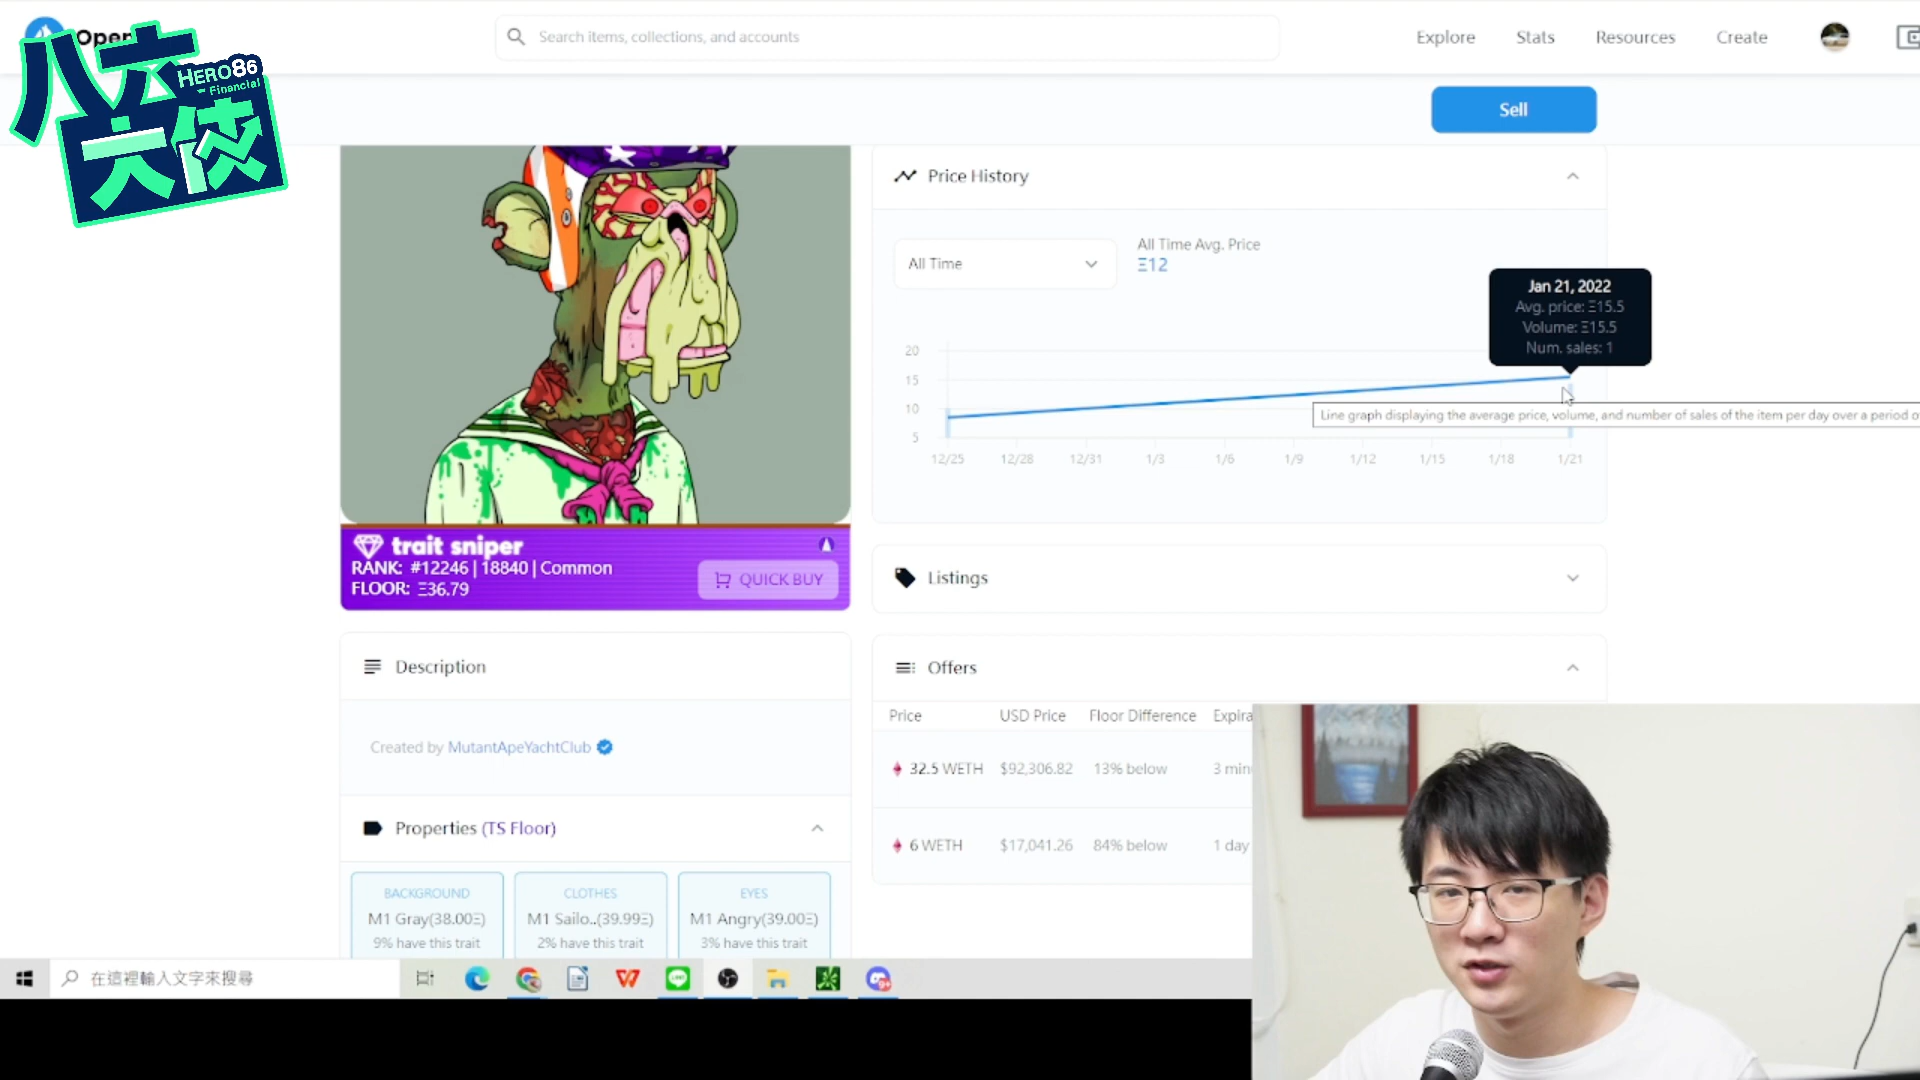 Open
八六
HERO86
Financial
大俠
Search items, collections, and accounts
Explore
Stats
Resources
Create
Sell
Price History
All Time
All Time Avg. Price
Ξ12
Jan 21, 2022
Avg. price: Ξ15.5
Volume: Ξ15.5
Num. sales: 1
20
15
10
5
Line graph displaying the average price, volume, and number of sales of the item per day over a period o
12/25 12/28 12/31 1/3 1/6 1/9 1/12 1/15 1/18 1/21
trait sniper
RANK: #12246 | 18840 | Common
FLOOR: Ξ36.79
QUICK BUY
Listings
Offers
Price USD Price Floor Difference Expira
32.5 WETH $92,306.82 13% below 3 min
6 WETH $17,041.26 84% below 1 day
Description
Created by MutantApeYachtClub
Properties (TS Floor)
BACKGROUND
M1 Gray(38.00Ξ)
9% have this trait
CLOTHES
M1 Sailo..(39.99Ξ)
2% have this trait
EYES
M1 Angry(39.00Ξ)
3% have this trait
在這裡輸入文字來搜尋
LINE
9+